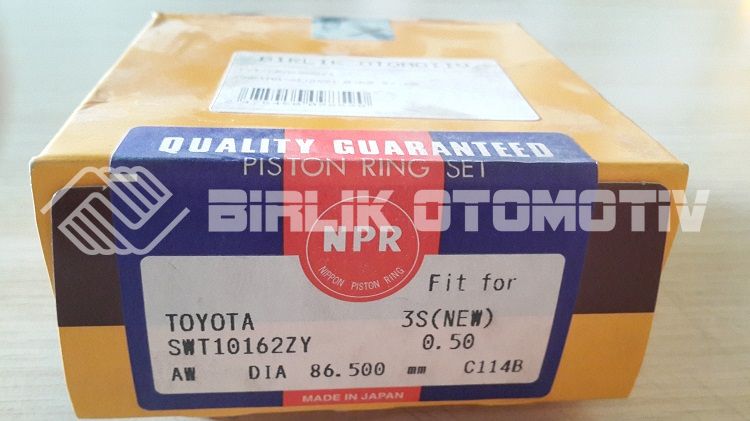 BIRLIK OTOMOTIV
QUALITY GUARANTEED
PISTON RING SET
BIRLIK OTOMOTIV
NPR
NIPPON PISTON RING
Fit for
TOYOTA 3S(NEW)
SWT10162ZY 0.50
AW DIA 86.500 mm C114B
MADE IN JAPAN